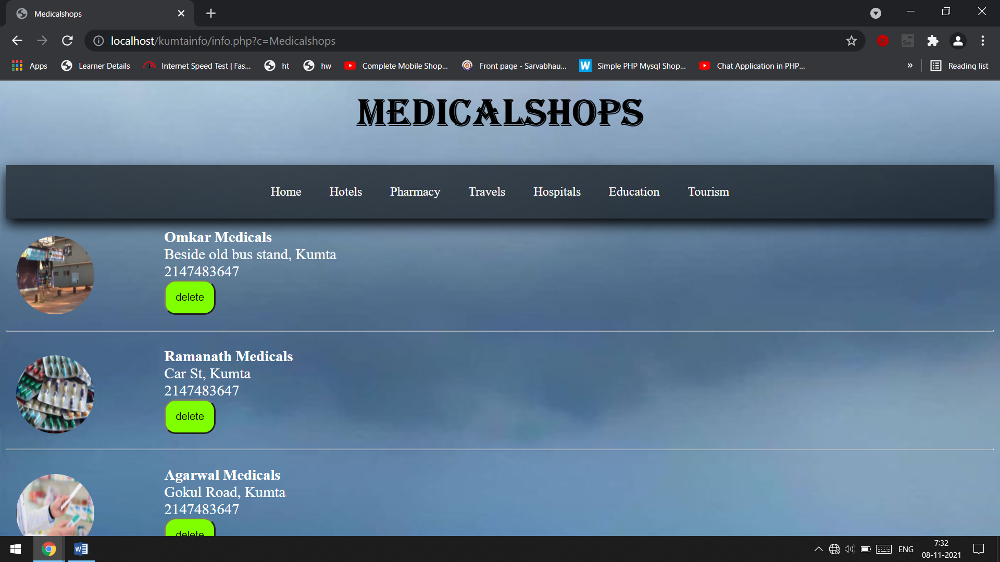 Medicalshops
localhost/kumtainfo/info.php?c=Medicalshops
Apps Learner Details Internet Speed Test | Fas... ht hw Complete Mobile Shop... Front page - Sarvabhau... Simple PHP Mysql Shop... Chat Application in PHP... » Reading list
MEDICALSHOPS
Home Hotels Pharmacy Travels Hospitals Education Tourism
Omkar Medicals
Beside old bus stand, Kumta
2147483647
delete
Ramanath Medicals
Car St, Kumta
2147483647
delete
Agarwal Medicals
Gokul Road, Kumta
2147483647
delete
ENG
7:32
08-11-2021